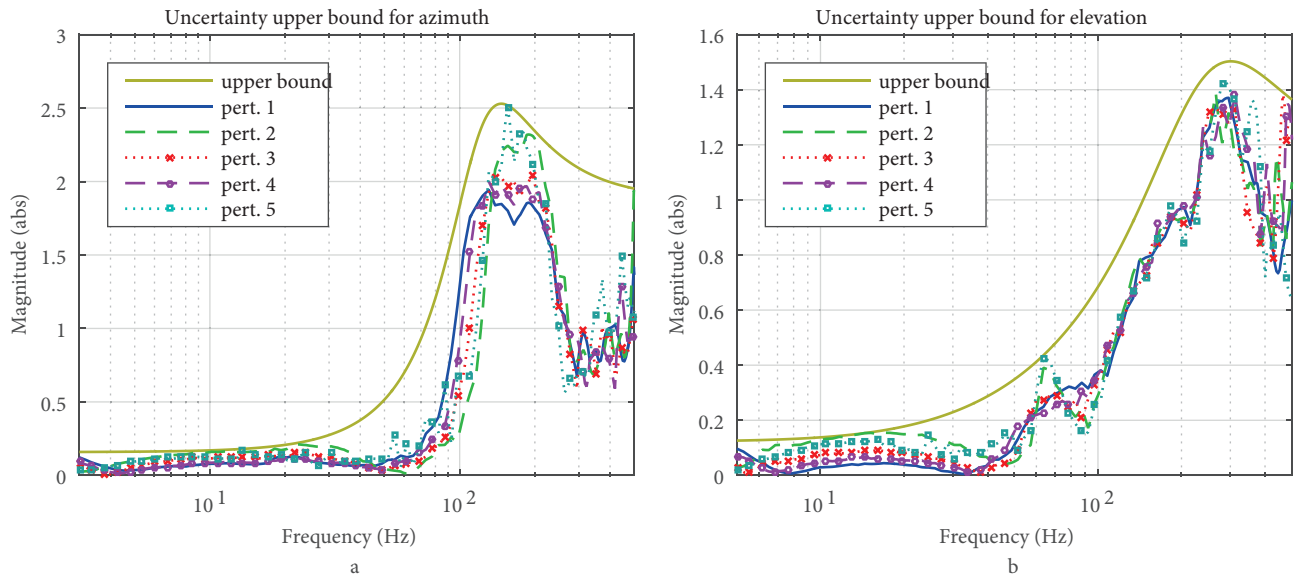 Uncertainty upper bound for azimuth
3
2.5
2
1.5
1
0.5
0
Magnitude (abs)
upper bound
pert. 1
pert. 2
pert. 3
pert. 4
pert. 5
10 1
10 2
Frequency (Hz)
a
Uncertainty upper bound for elevation
1.6
1.4
1.2
1
0.8
0.6
0.4
0.2
0
Magnitude (abs)
upper bound
pert. 1
pert. 2
pert. 3
pert. 4
pert. 5
10 1
10 2
Frequency (Hz)
b